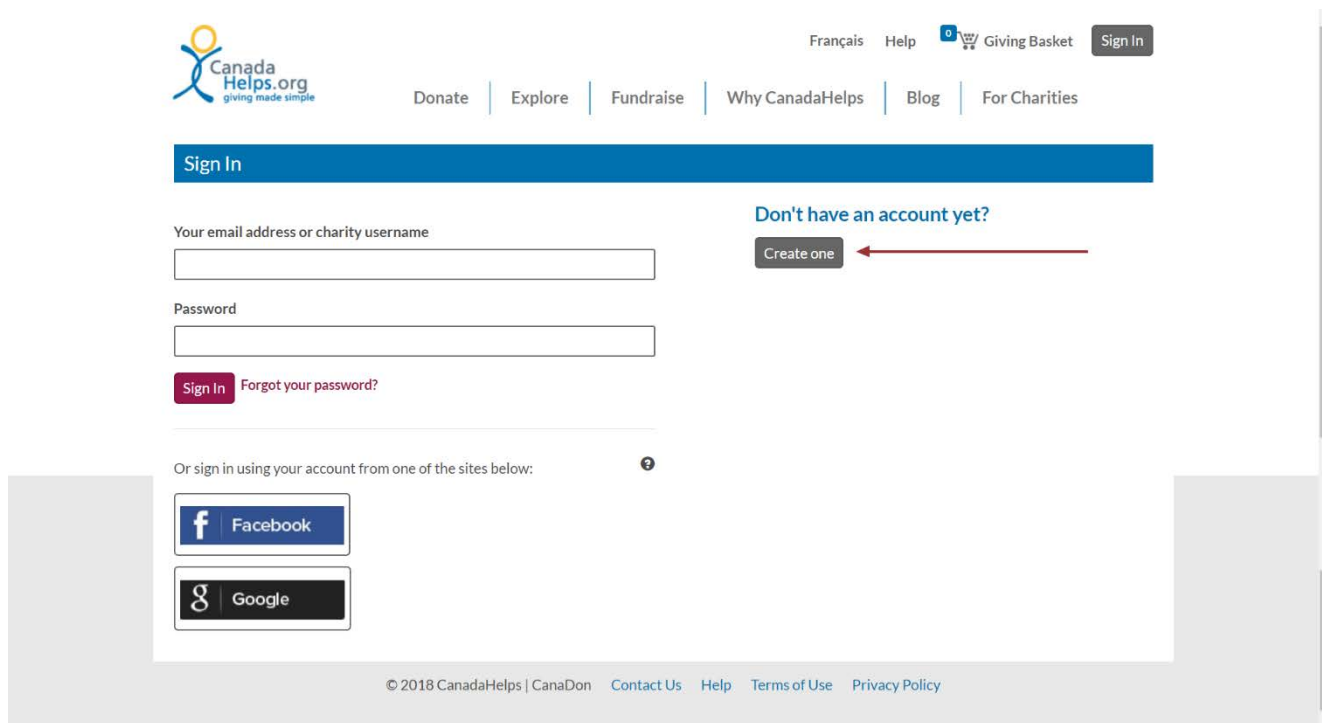 Français Help 0 Giving Basket Sign In
Canada
Helps.org
giving made simple
Donate Explore Fundraise Why CanadaHelps Blog For Charities
Sign In
Your email address or charity username
Password
Sign In Forgot your password?
Don't have an account yet?
Create one
Or sign in using your account from one of the sites below: ?
f Facebook
g Google
© 2018 CanadaHelps | CanaDon Contact Us Help Terms of Use Privacy Policy